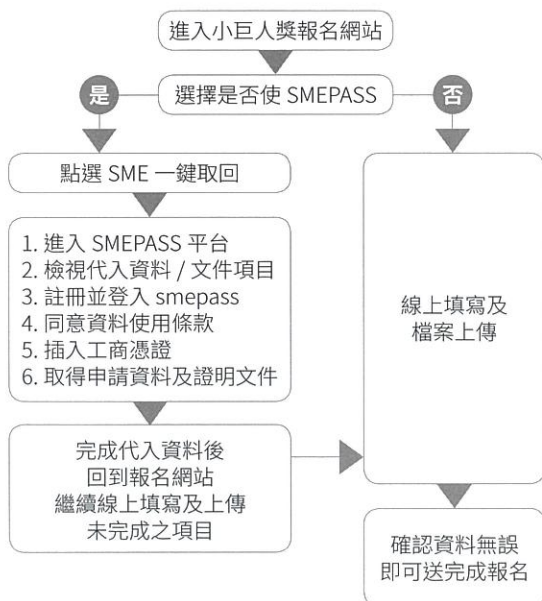 進入小巨人獎報名網站
是
選擇是否使 SMEPASS
否
點選 SME 一鍵取回
1. 進入 SMEPASS 平台
2. 檢視代入資料 / 文件項目
3. 註冊並登入 smepass
4. 同意資料使用條款
5. 插入工商憑證
6. 取得申請資料及證明文件
完成代入資料後
回到報名網站
繼續線上填寫及上傳
未完成之項目
線上填寫及
檔案上傳
確認資料無誤
即可送完成報名